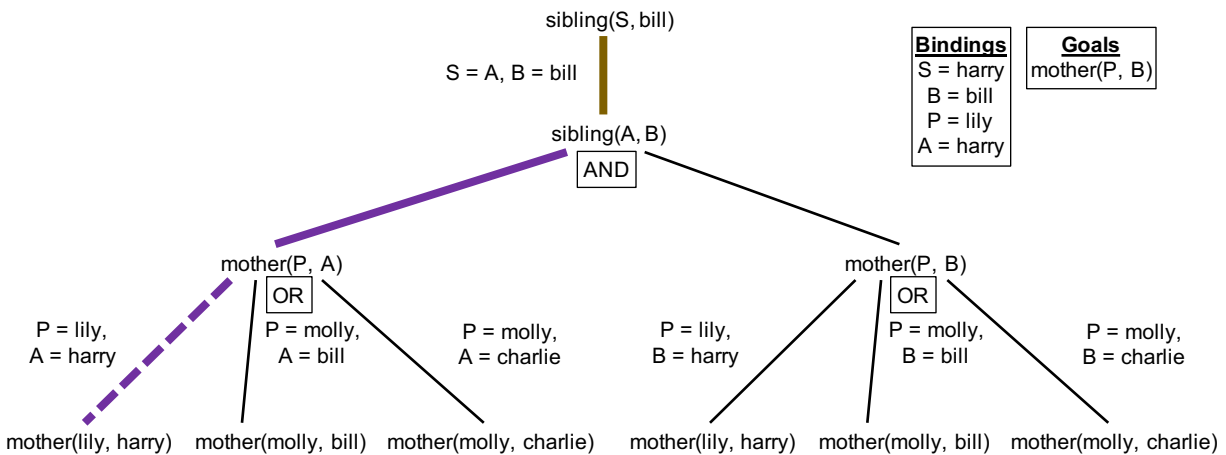 sibling(S, bill)
S = A, B = bill
Bindings
S = harry
B = bill
P = lily
A = harry
Goals
mother(P, B)
sibling(A, B)
AND
mother(P, A)
OR
mother(P, B)
OR
P = lily,
A = harry
P = molly,
A = bill
P = molly,
A = charlie
P = lily,
B = harry
P = molly,
B = bill
P = molly,
B = charlie
mother(lily, harry)
mother(molly, bill)
mother(molly, charlie)
mother(lily, harry)
mother(molly, bill)
mother(molly, charlie)